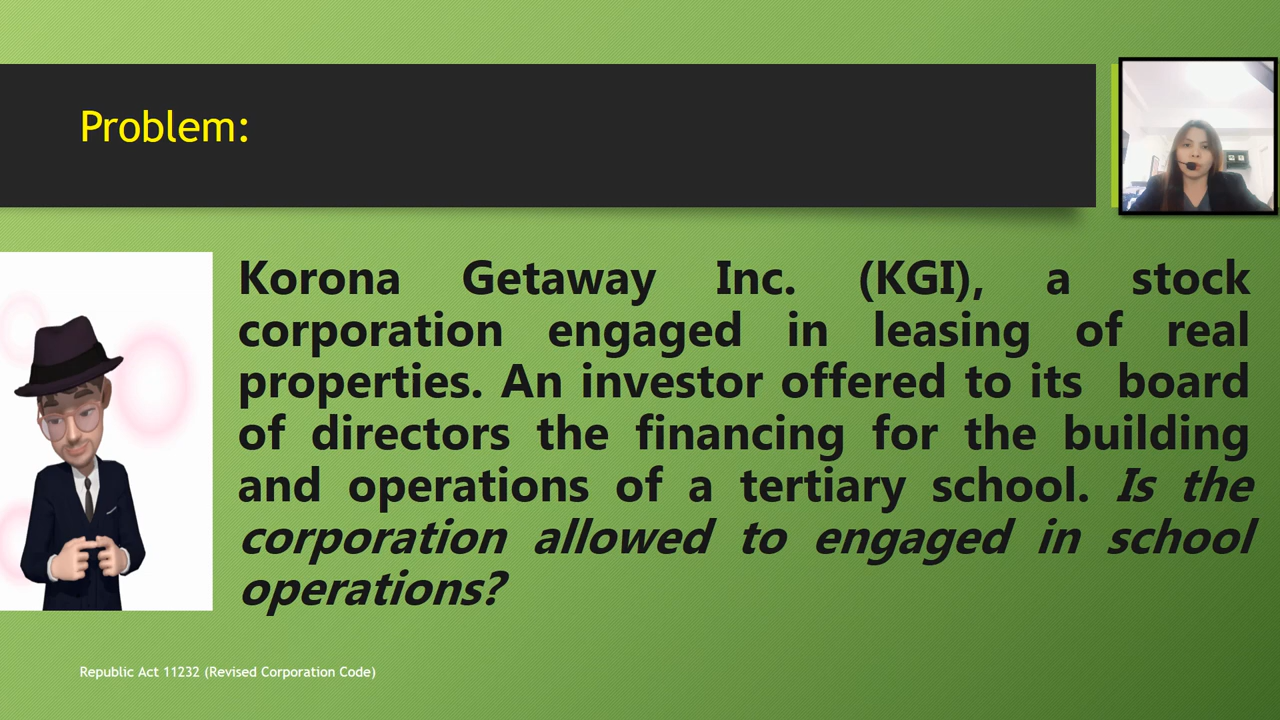 Problem:
Korona Getaway Inc. (KGI), a stock
corporation engaged in leasing of real
properties. An investor offered to its board
of directors the financing for the building
and operations of a tertiary school. Is the
corporation allowed to engaged in school
operations?
Republic Act 11232 (Revised Corporation Code)